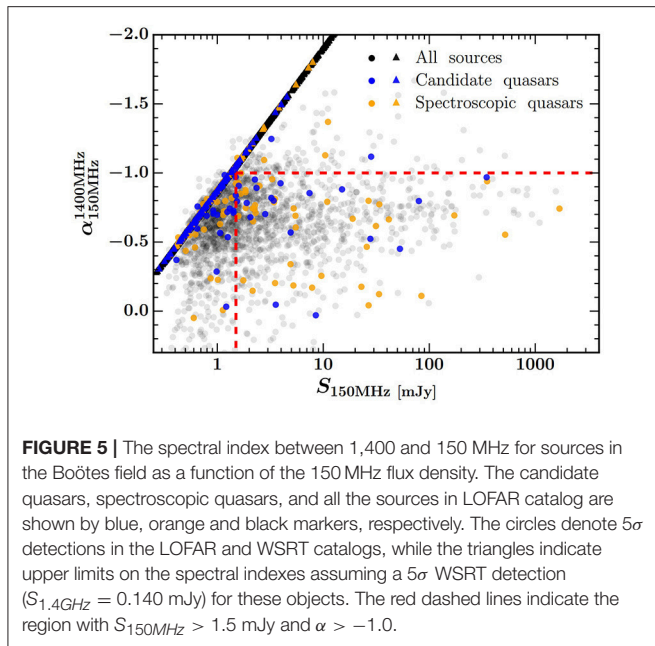 −2.0
−1.5
−1.0
−0.5
0.0
α 1400MHz 150MHz
All sources
Candidate quasars
Spectroscopic quasars
1 10 100 1000
S150MHz [mJy]
FIGURE 5 | The spectral index between 1,400 and 150 MHz for sources in
the Boötes field as a function of the 150 MHz flux density. The candidate
quasars, spectroscopic quasars, and all the sources in LOFAR catalog are
shown by blue, orange and black markers, respectively. The circles denote 5σ
detections in the LOFAR and WSRT catalogs, while the triangles indicate
upper limits on the spectral indexes assuming a 5σ WSRT detection
(S1.4GHz = 0.140 mJy) for these objects. The red dashed lines indicate the
region with S150MHz > 1.5 mJy and α > −1.0.